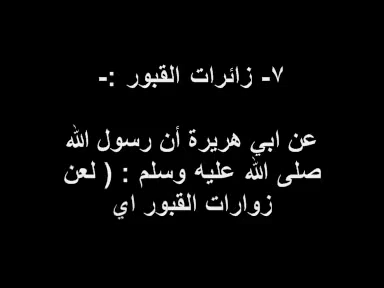 ٧- زائرات القبور :-
عن ابي هريرة أن رسول الله
صلى الله عليه وسلم : ( لعن
زوارات القبور اي